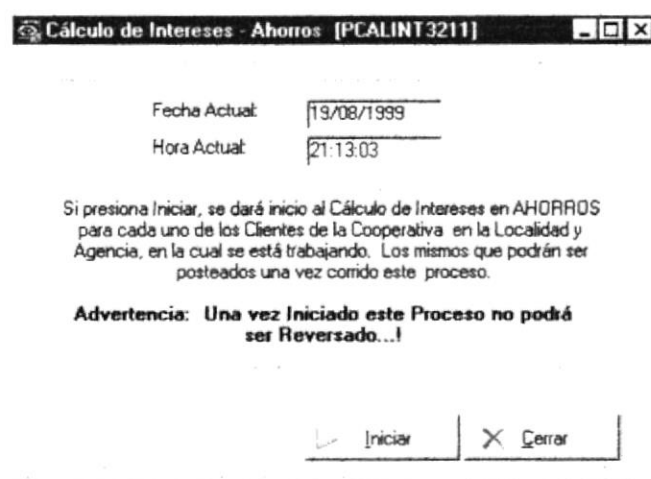 Cálculo de Intereses - Ahorros [PCALINT3211]
Fecha Actual: 19/08/1999
Hora Actual: 21:13:03
Si presiona Iniciar, se dará inicio al Cálculo de Intereses en AHORROS
para cada uno de los Clientes de la Cooperativa en la Localidad y
Agencia, en la cual se está trabajando. Los mismos que podrán ser
posteados una vez corrido este proceso.
Advertencia: Una vez Iniciado este Proceso no podrá
ser Reversado...!
Iniciar Cerrar